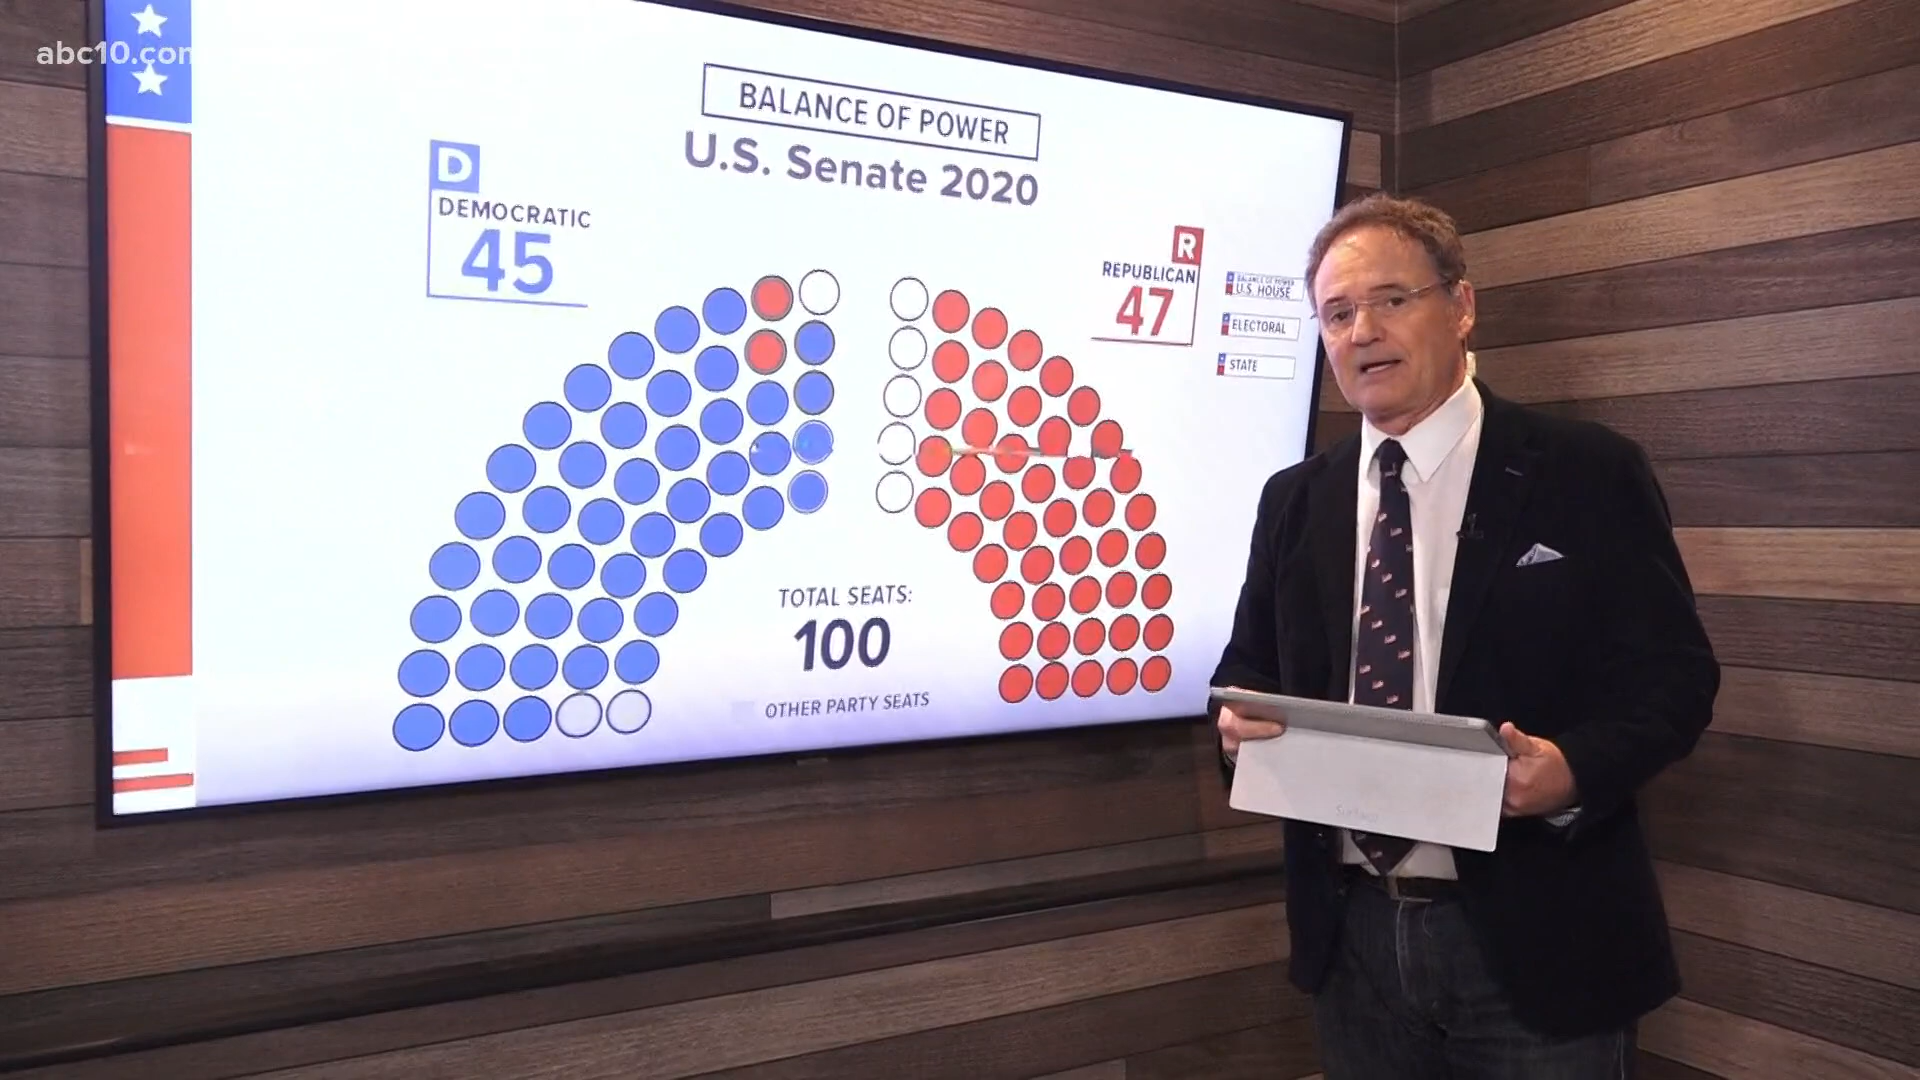 abc10.com
BALANCE OF POWER
U.S. Senate 2020
D
DEMOCRATIC
45
R
REPUBLICAN
47
BALANCE OF POWER
U.S. HOUSE
ELECTORAL
STATE
TOTAL SEATS:
100
OTHER PARTY SEATS
Surface